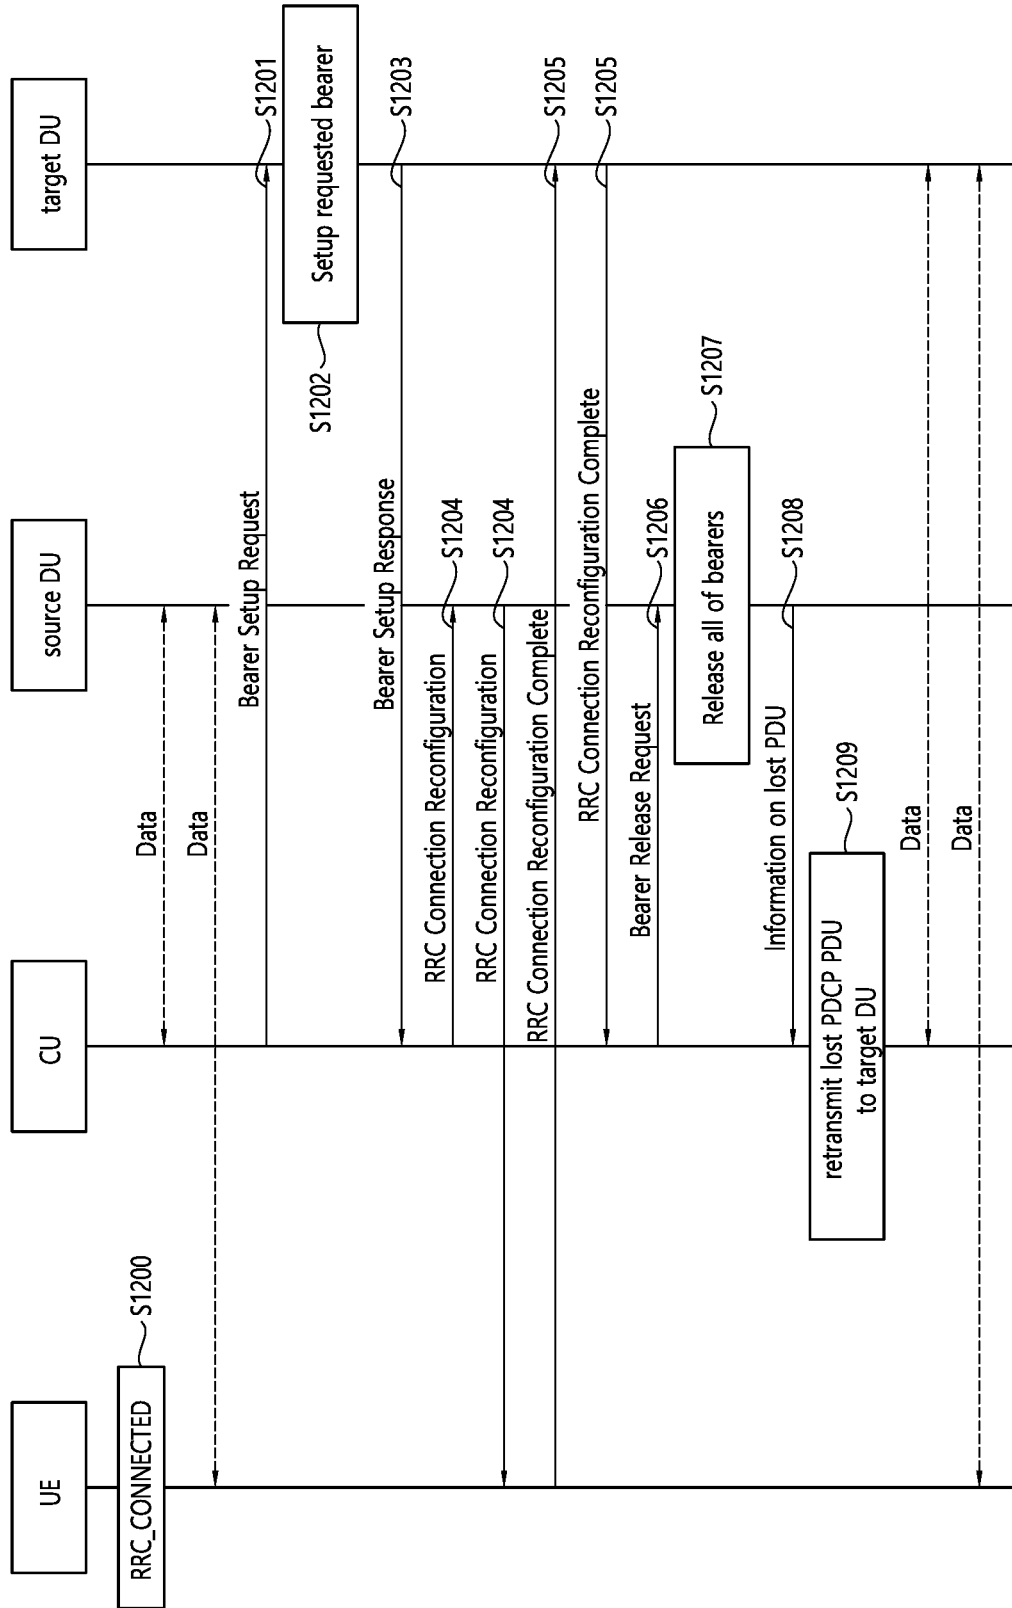 UE
CU
source DU
target DU
RRC_CONNECTED
S1200
Data
Data
Bearer Setup Request
S1201
Setup requested bearer
S1202
Bearer Setup Response
S1203
RRC Connection Reconfiguration
S1204
RRC Connection Reconfiguration
S1204
RRC Connection Reconfiguration Complete
S1205
RRC Connection Reconfiguration Complete
S1205
Bearer Release Request
S1206
Release all of bearers
S1207
Information on lost PDU
S1208
retransmit lost PDCP PDU
to target DU
S1209
Data
Data